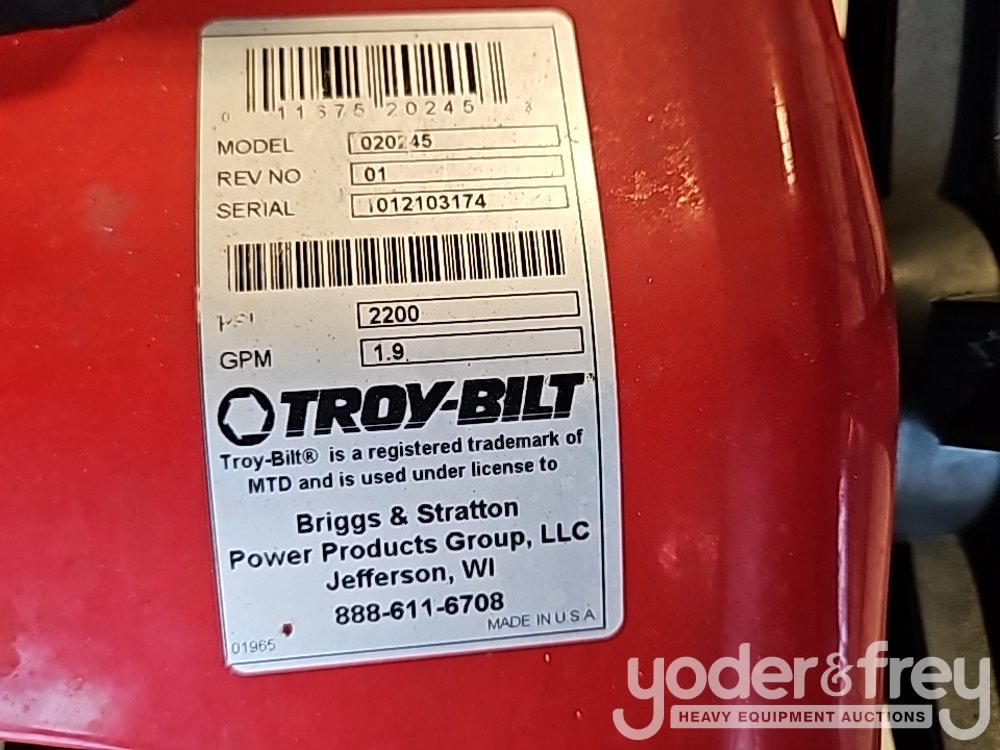 0 11675 20245 3
MODEL 020245
REV NO 01
SERIAL 1012103174
PSI 2200
GPM 1.9
TROY-BILT
Troy-Bilt® is a registered trademark of
MTD and is used under license to
Briggs & Stratton
Power Products Group, LLC
Jefferson, WI
888-611-6708
MADE IN U.S.A
01965
yoder&frey
HEAVY EQUIPMENT AUCTIONS